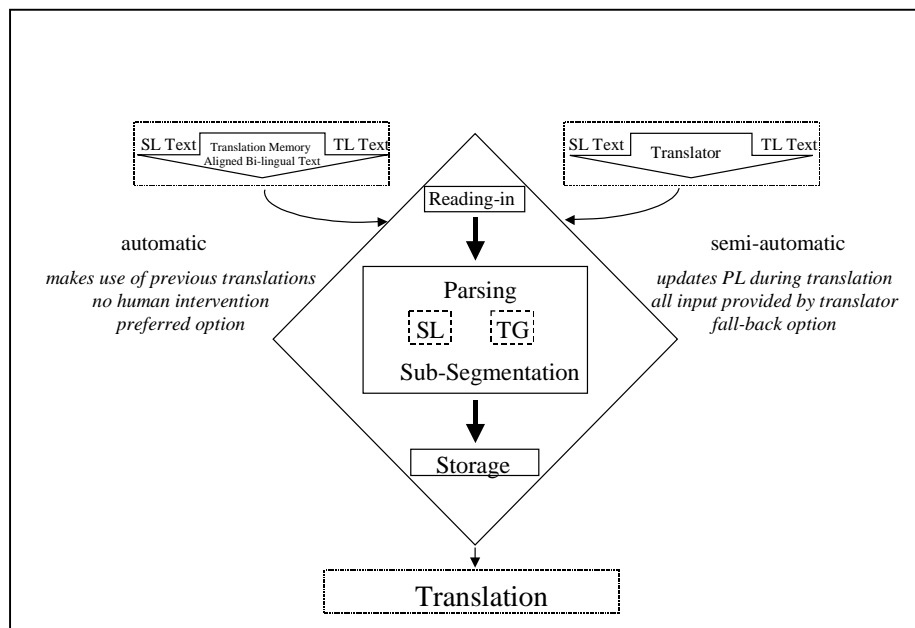 SL Text
Translation Memory
Aligned Bi-lingual Text
TL Text
SL Text
Translator
TL Text
Reading-in
automatic
makes use of previous translations
no human intervention
preferred option
semi-automatic
updates PL during translation
all input provided by translator
fall-back option
Parsing
SL TG
Sub-Segmentation
Storage
Translation